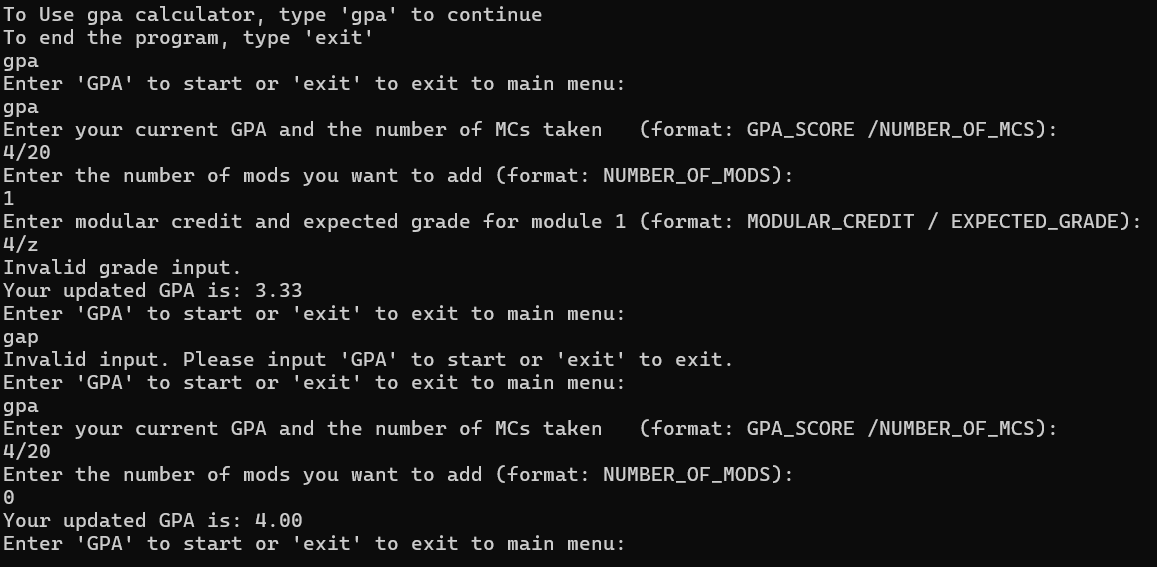 To Use gpa calculator, type 'gpa' to continue
To end the program, type 'exit'
gpa
Enter 'GPA' to start or 'exit' to exit to main menu:
gpa
Enter your current GPA and the number of MCs taken   (format: GPA_SCORE /NUMBER_OF_MCS):
4/20
Enter the number of mods you want to add (format: NUMBER_OF_MODS):
1
Enter modular credit and expected grade for module 1 (format: MODULAR_CREDIT / EXPECTED_GRADE):
4/z
Invalid grade input.
Your updated GPA is: 3.33
Enter 'GPA' to start or 'exit' to exit to main menu:
gap
Invalid input. Please input 'GPA' to start or 'exit' to exit.
Enter 'GPA' to start or 'exit' to exit to main menu:
gpa
Enter your current GPA and the number of MCs taken   (format: GPA_SCORE /NUMBER_OF_MCS):
4/20
Enter the number of mods you want to add (format: NUMBER_OF_MODS):
0
Your updated GPA is: 4.00
Enter 'GPA' to start or 'exit' to exit to main menu: